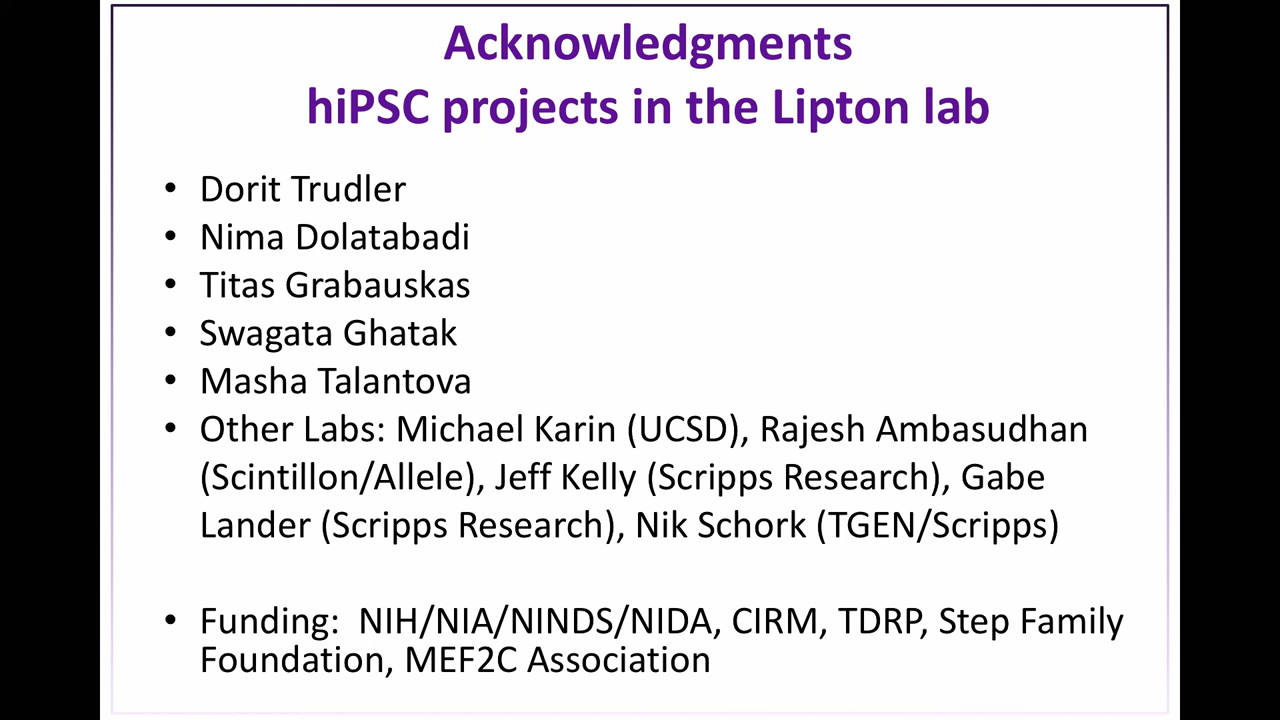 Acknowledgments
hiPSC projects in the Lipton lab
• Dorit Trudler
• Nima Dolatabadi
• Titas Grabauskas
• Swagata Ghatak
• Masha Talantova
• Other Labs: Michael Karin (UCSD), Rajesh Ambasudhan
(Scintillon/Allele), Jeff Kelly (Scripps Research), Gabe
Lander (Scripps Research), Nik Schork (TGEN/Scripps)
• Funding:  NIH/NIA/NINDS/NIDA, CIRM, TDRP, Step Family
Foundation, MEF2C Association